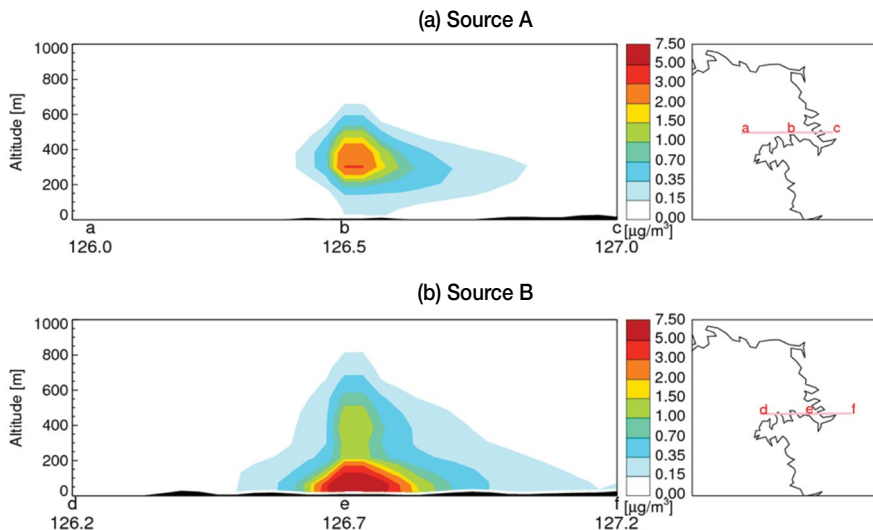 (a) Source A
1000
800
600
400
200
0
Altitude [m]
a b c
126.0 126.5 127.0
7.50
5.00
3.00
2.00
1.50
1.00
0.70
0.35
0.15
0.00
[µg/m³]
a b c
(b) Source B
1000
800
600
400
200
0
Altitude [m]
d e f
126.2 126.7 127.2
7.50
5.00
3.00
2.00
1.50
1.00
0.70
0.35
0.15
0.00
[µg/m³]
d e f